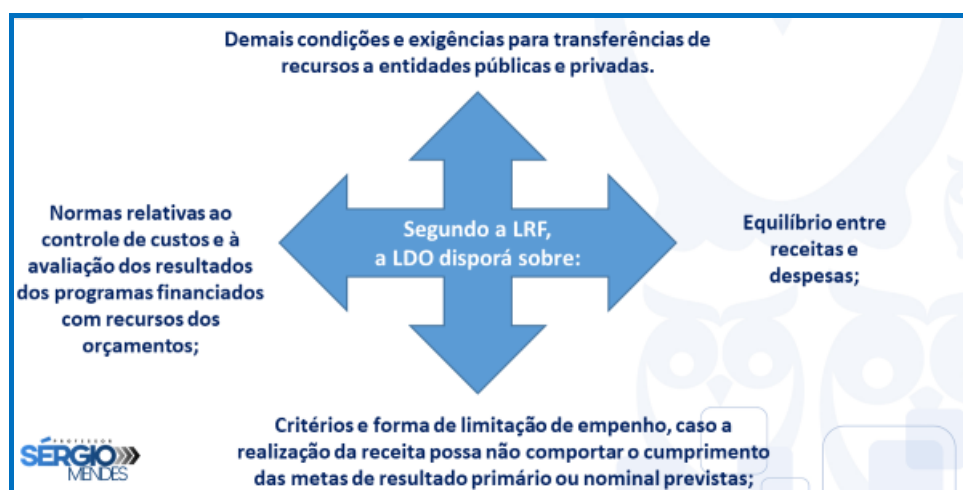 Demais condições e exigências para transferências de
recursos a entidades públicas e privadas.
Normas relativas ao
controle de custos e à
avaliação dos resultados
dos programas financiados
com recursos dos
orçamentos;
Segundo a LRF,
a LDO disporá sobre:
Equilíbrio entre
receitas e
despesas;
Critérios e forma de limitação de empenho, caso a
realização da receita possa não comportar o cumprimento
das metas de resultado primário ou nominal previstas;
PROFESSOR
SÉRGIO
MENDES